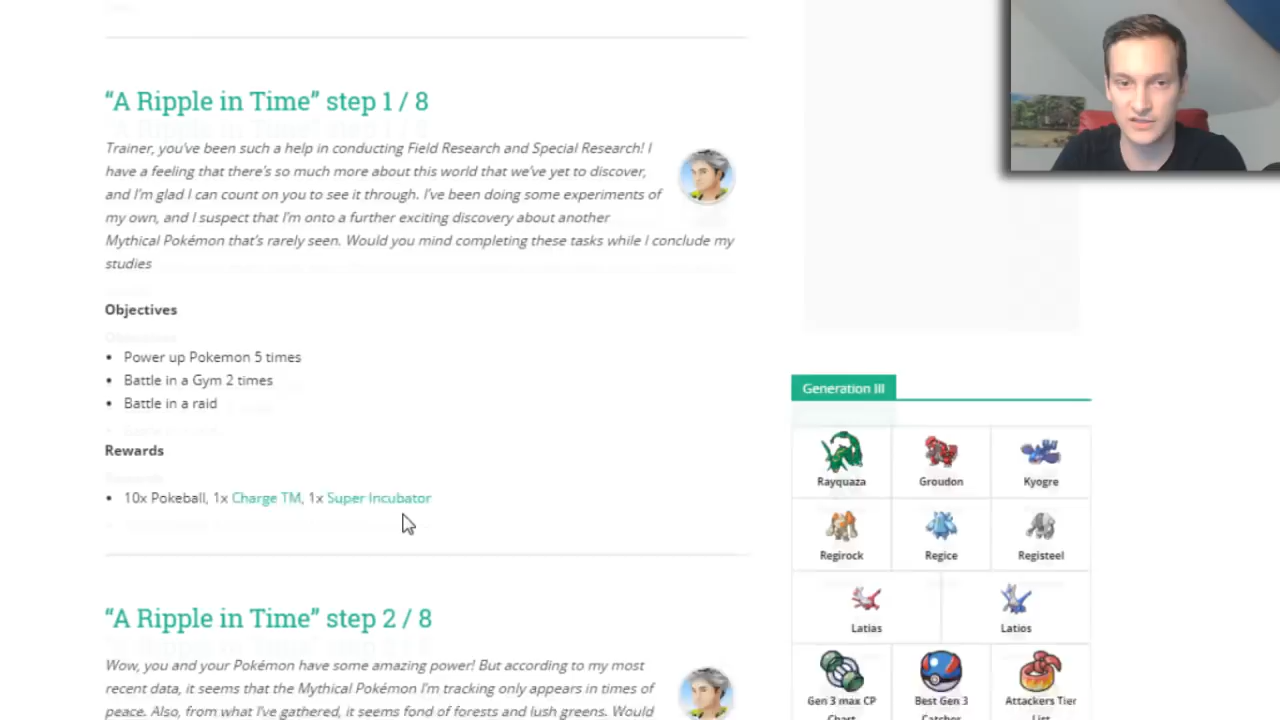 “A Ripple in Time” step 1 / 8
Trainer, you’ve been such a help in conducting Field Research and Special Research! I
have a feeling that there’s so much more about this world that we’ve yet to discover,
and I’m glad I can count on you to see it through. I’ve been doing some experiments of
my own, and I suspect that I’m onto a further exciting discovery about another
Mythical Pokémon that’s rarely seen. Would you mind completing these tasks while I conclude my
studies
Objectives
• Power up Pokemon 5 times
• Battle in a Gym 2 times
• Battle in a raid
Rewards
• 10x Pokeball, 1x Charge TM, 1x Super Incubator
“A Ripple in Time” step 2 / 8
Wow, you and your Pokémon have some amazing power! But according to my most
recent data, it seems that the Mythical Pokémon I’m tracking only appears in times of
peace. Also, from what I’ve gathered, it seems fond of forests and lush greens. Would
Generation III
Rayquaza
Groudon
Kyogre
Regirock
Regice
Registeel
Latias
Latios
Gen 3 max CP
Chart
Best Gen 3
Catches
Attackers Tier
List